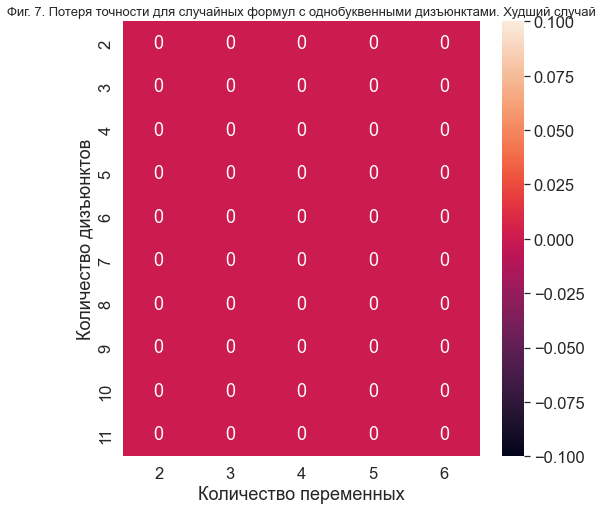 Фиг. 7. Потеря точности для случайных формул с однобуквенными дизъюнктами. Худший случай
Количество дизъюнктов
2 0 0 0 0 0
3 0 0 0 0 0
4 0 0 0 0 0
5 0 0 0 0 0
6 0 0 0 0 0
7 0 0 0 0 0
8 0 0 0 0 0
9 0 0 0 0 0
10 0 0 0 0 0
11 0 0 0 0 0
2 3 4 5 6
Количество переменных
0.100
0.075
0.050
0.025
0.000
−0.025
−0.050
−0.075
−0.100